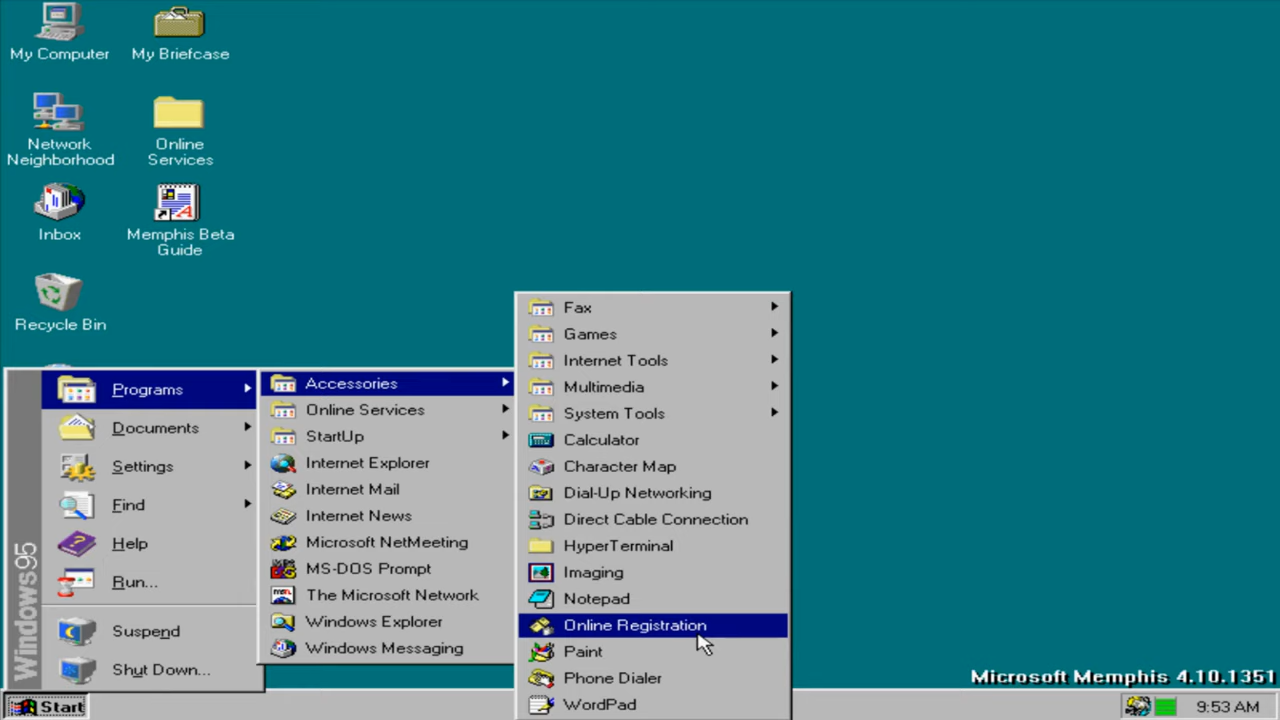 My Computer
My Briefcase
Network
Neighborhood
Online
Services
Inbox
Memphis Beta
Guide
Recycle Bin
Programs
Documents
Settings
Find
Help
Run...
Suspend
Shut Down...
Windows95
Accessories
Online Services
StartUp
Internet Explorer
Internet Mail
Internet News
Microsoft NetMeeting
MS-DOS Prompt
The Microsoft Network
Windows Explorer
Windows Messaging
Fax
Games
Internet Tools
Multimedia
System Tools
Calculator
Character Map
Dial-Up Networking
Direct Cable Connection
HyperTerminal
Imaging
Notepad
Online Registration
Paint
Phone Dialer
WordPad
Microsoft Memphis 4.10.1351
Start
9:53 AM